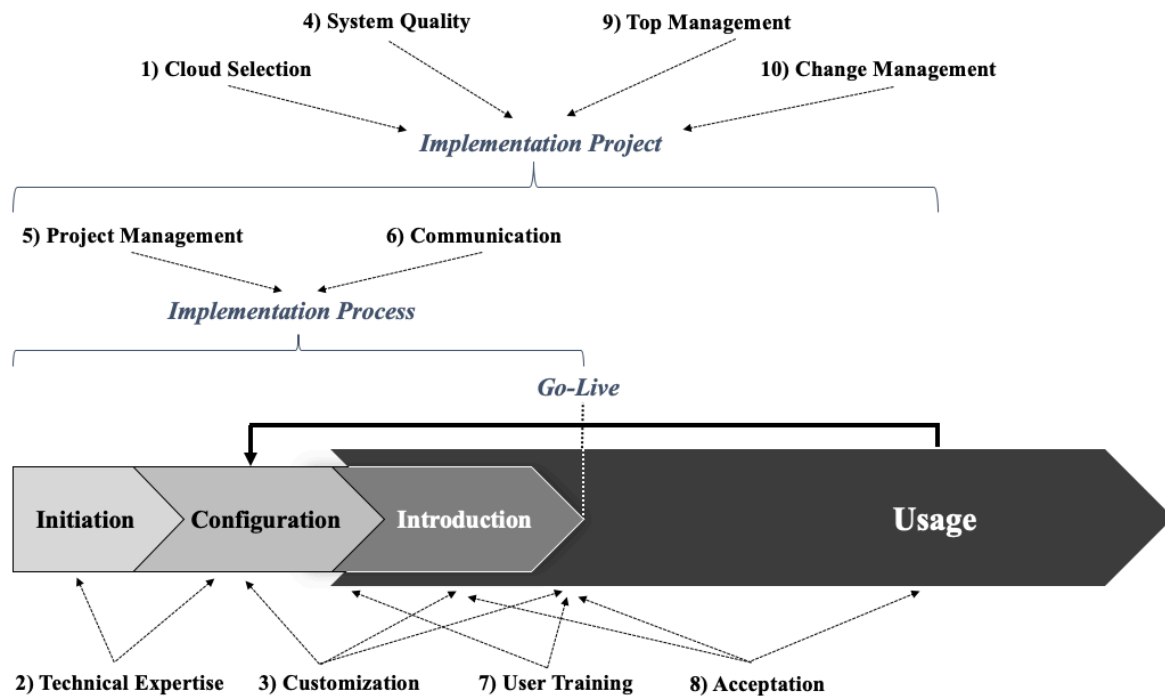 4) System Quality
9) Top Management
1) Cloud Selection
10) Change Management
Implementation Project
5) Project Management
6) Communication
Implementation Process
Go-Live
Initiation
Configuration
Introduction
Usage
2) Technical Expertise
3) Customization
7) User Training
8) Acceptation